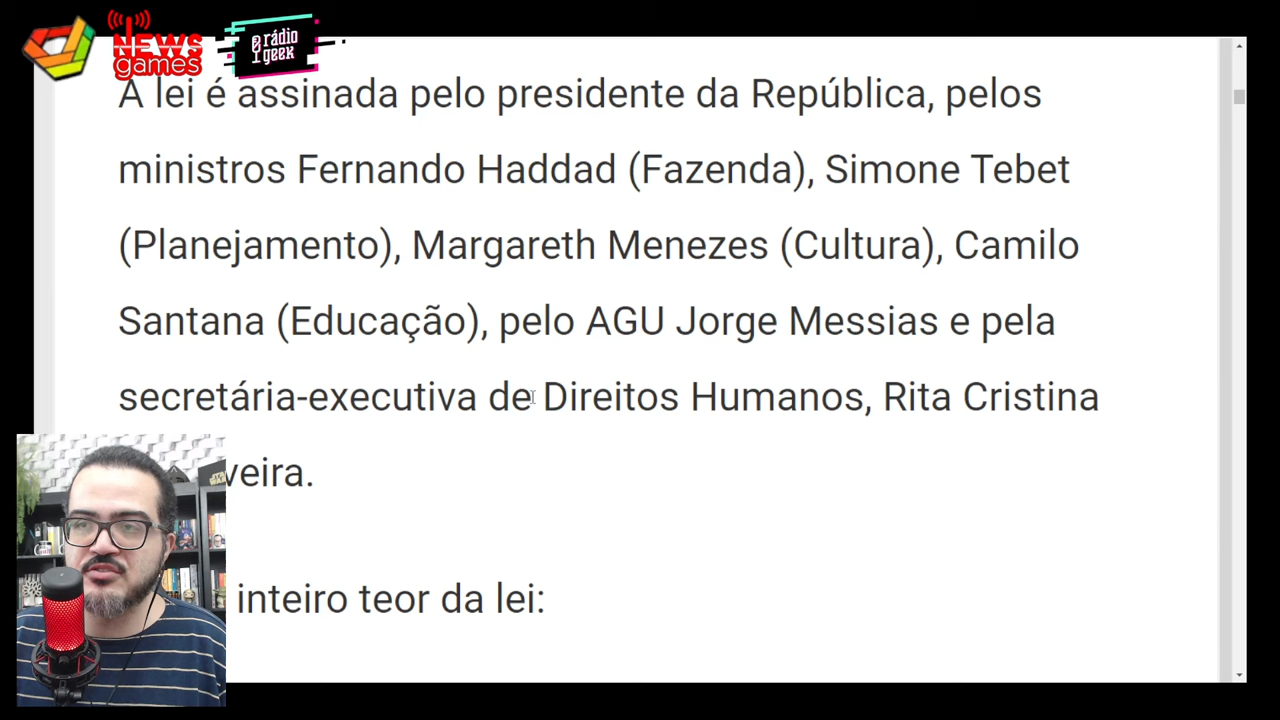 NEWS
games
rádio
geek
A lei é assinada pelo presidente da República, pelos
ministros Fernando Haddad (Fazenda), Simone Tebet
(Planejamento), Margareth Menezes (Cultura), Camilo
Santana (Educação), pelo AGU Jorge Messias e pela
secretária-executiva de Direitos Humanos, Rita Cristina
veira.
inteiro teor da lei: